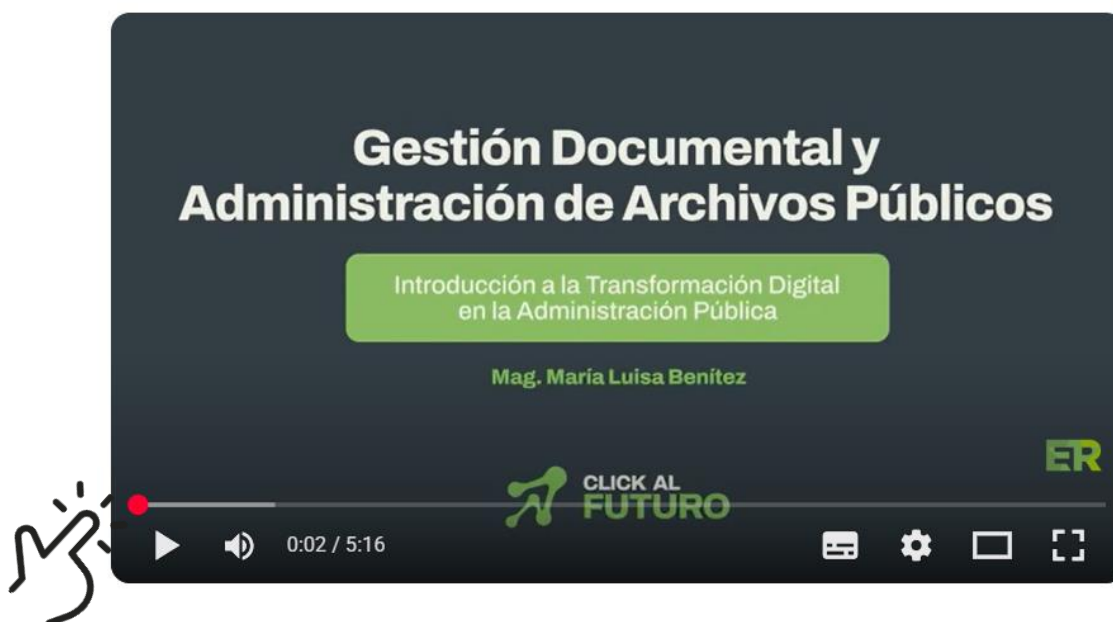 Gestión Documental y
Administración de Archivos Públicos
Introducción a la Transformación Digital
en la Administración Pública
Mag. María Luisa Benítez
ER
CLICK AL
FUTURO
0:02 / 5:16